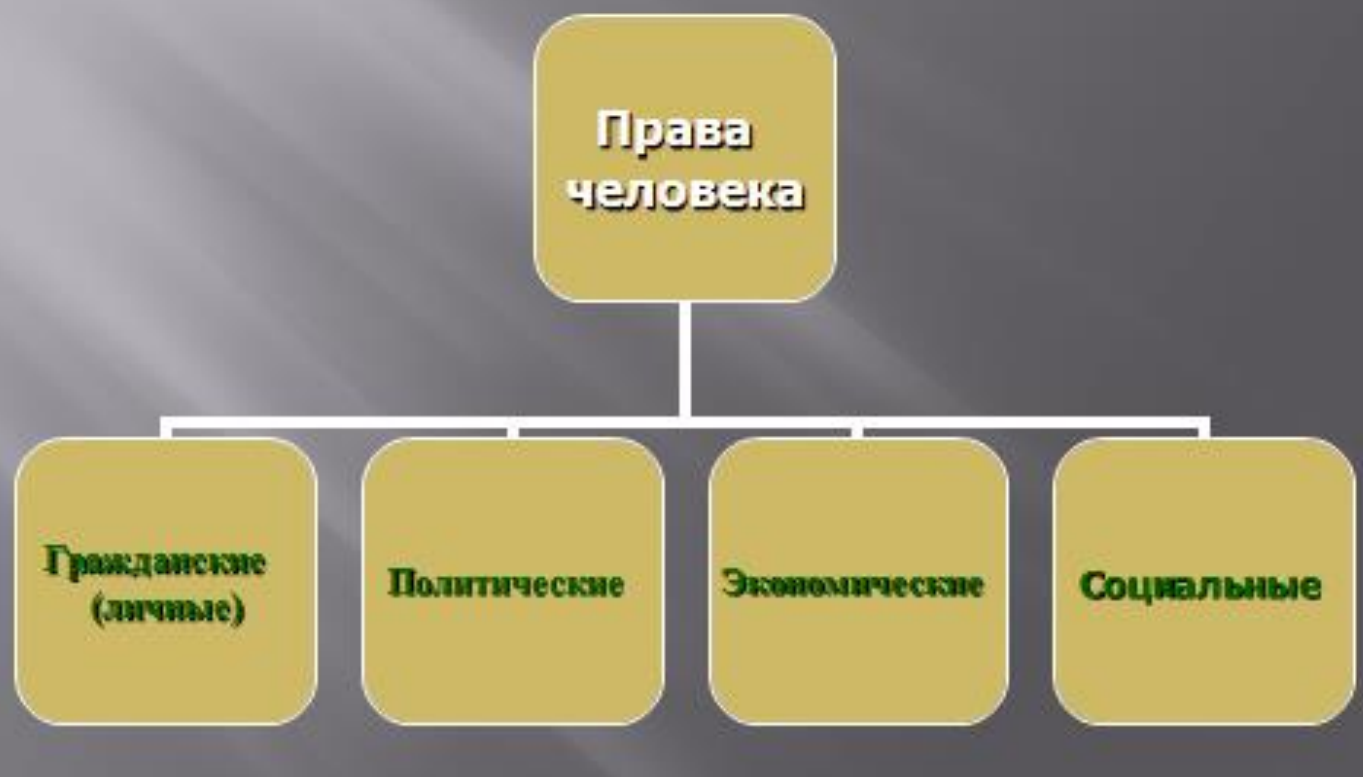 Права
человека
Гражданские
(личные)
Политические
Экономические
Социальные